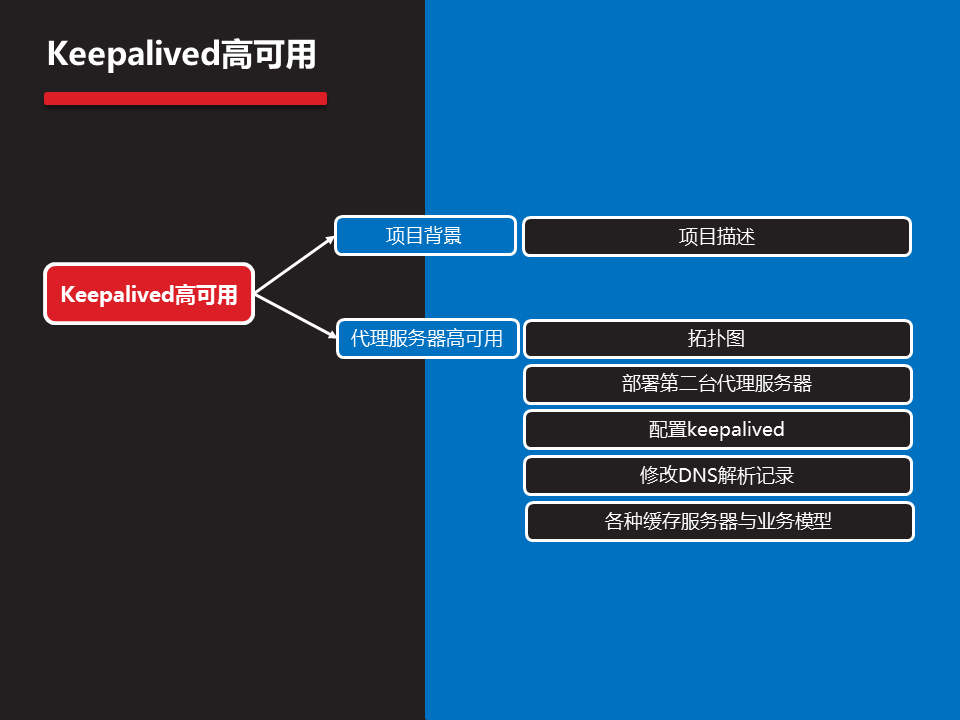 Keepalived高可用
项目背景
项目描述
Keepalived高可用
代理服务器高可用
拓扑图
部署第二台代理服务器
配置keepalived
修改DNS解析记录
各种缓存服务器与业务模型